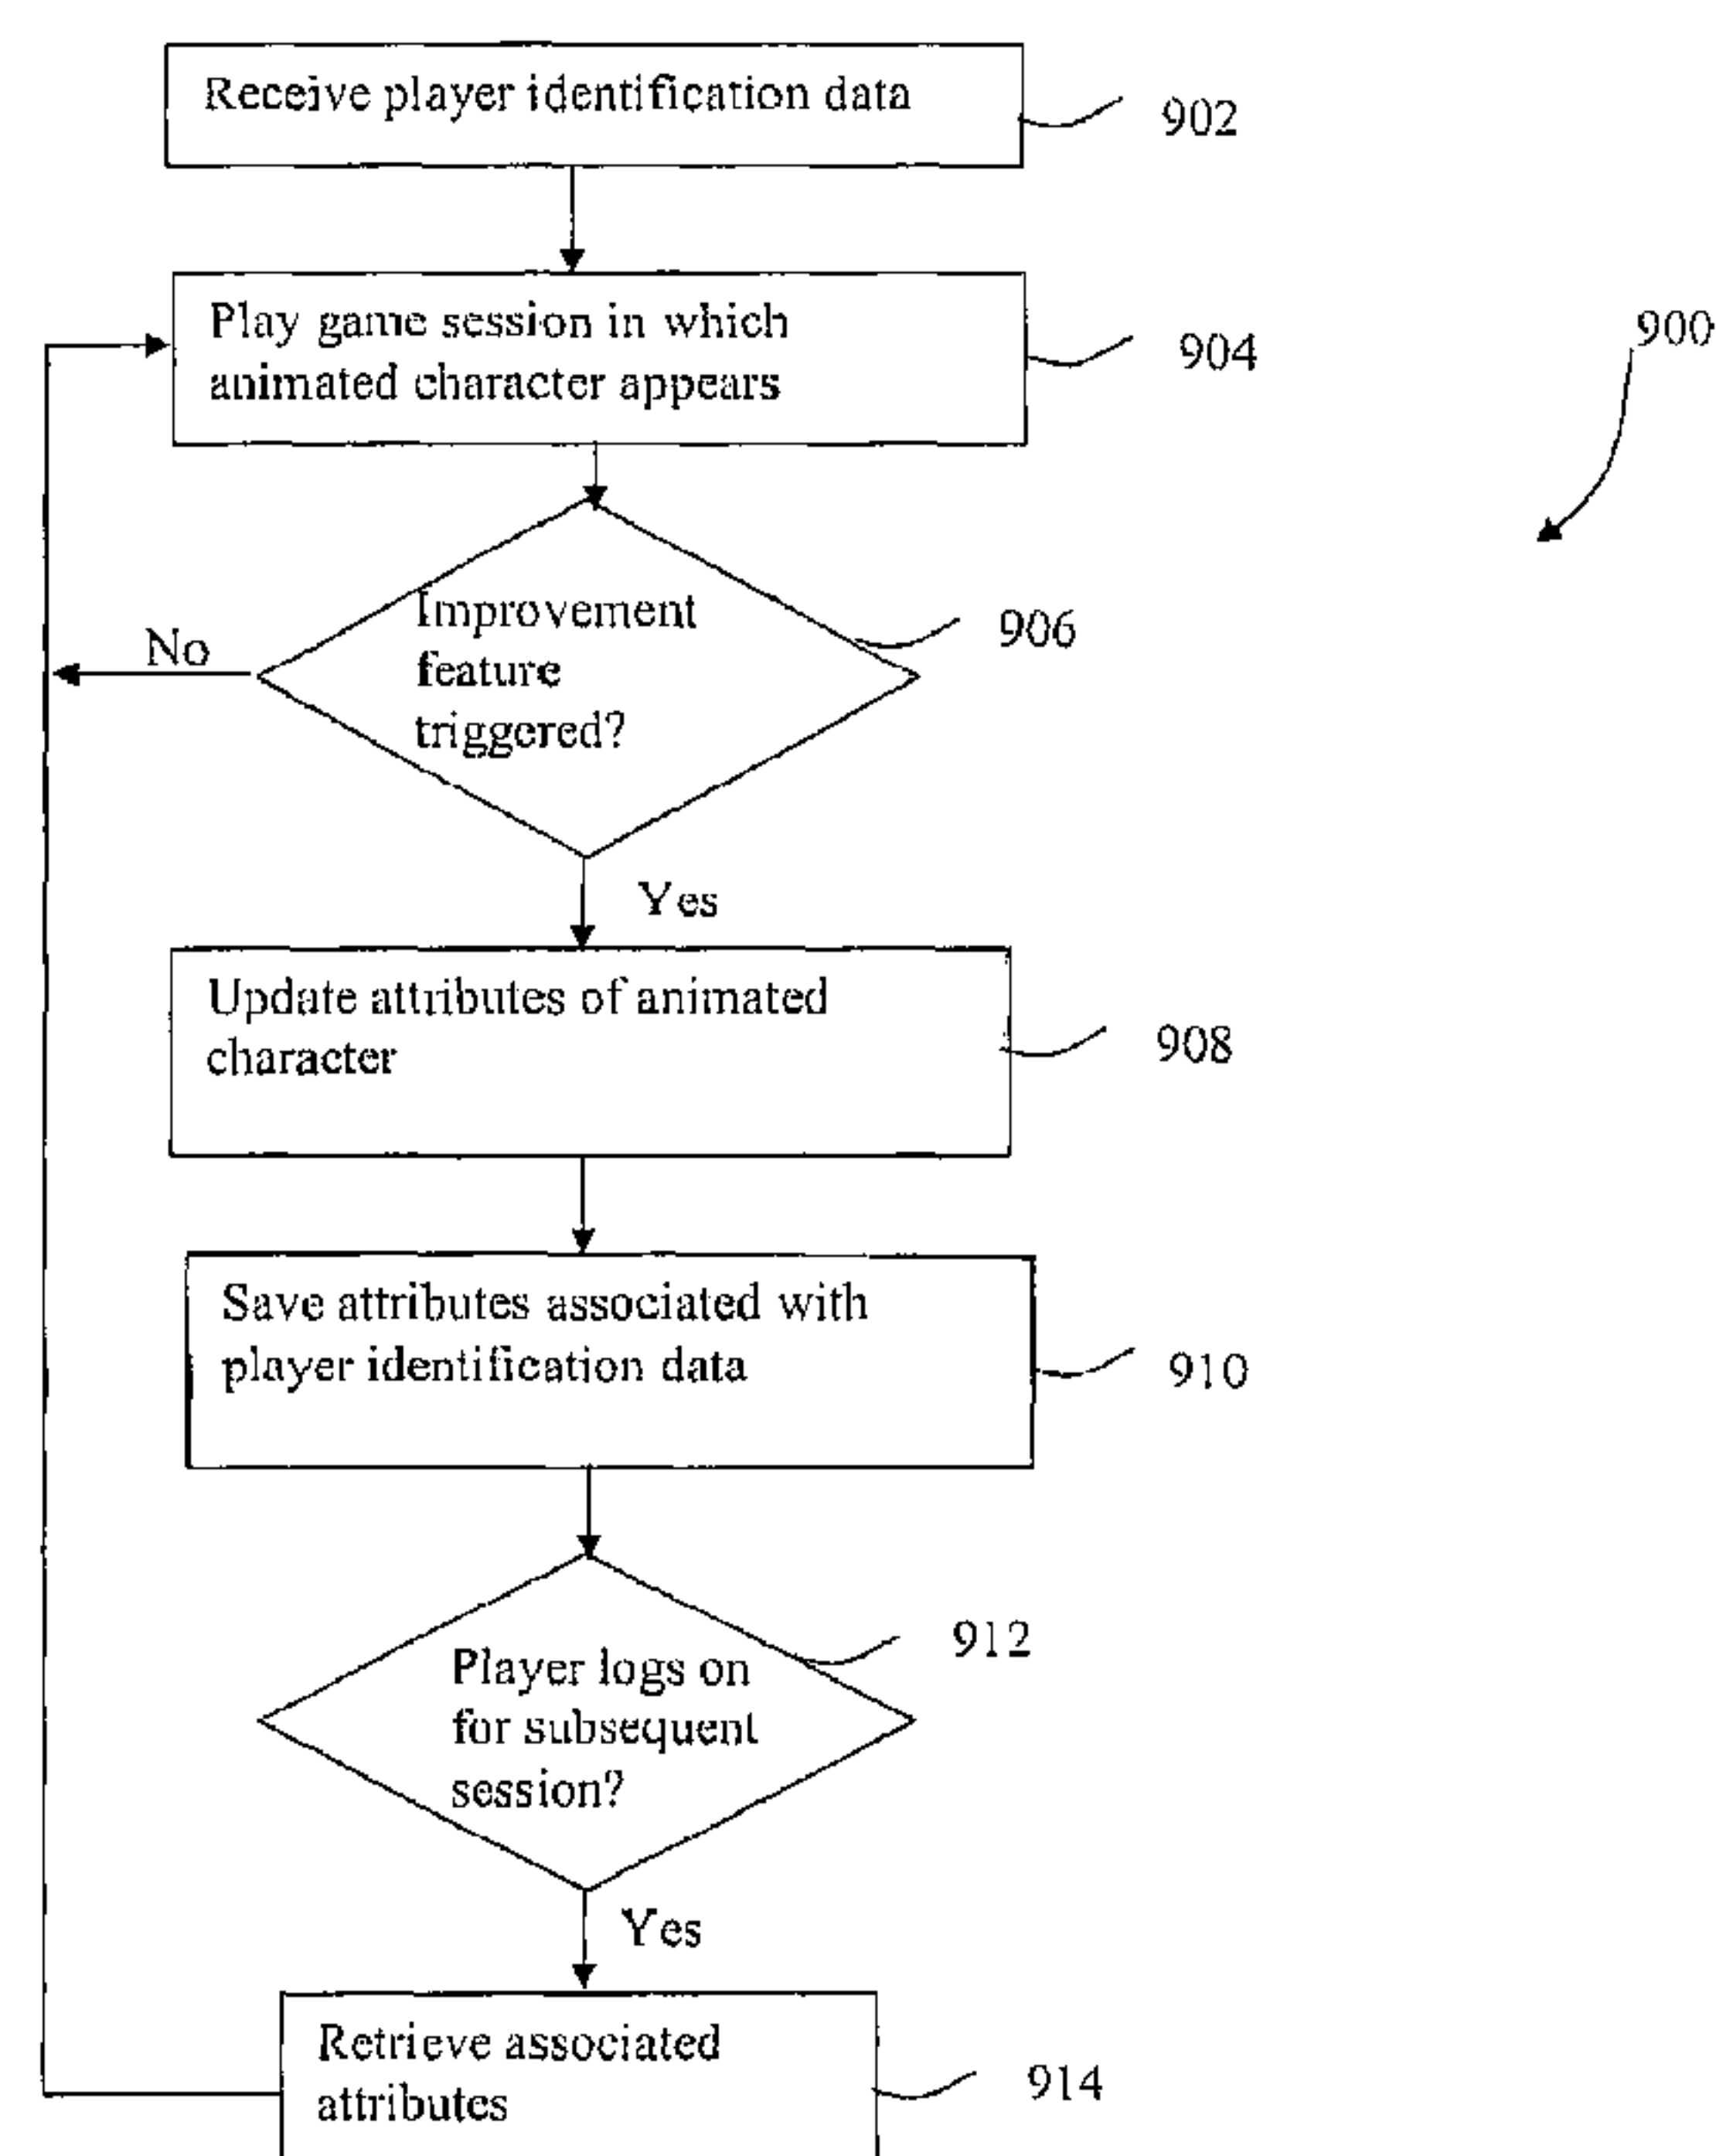 Receive player identification data
902
Play game session in which
animated character appears
904
900
Improvement
feature
triggered?
906
No
Yes
Update attributes of animated
character
908
Save attributes associated with
player identification data
910
Player logs on
for subsequent
session?
912
Yes
Retrieve associated
attributes
914